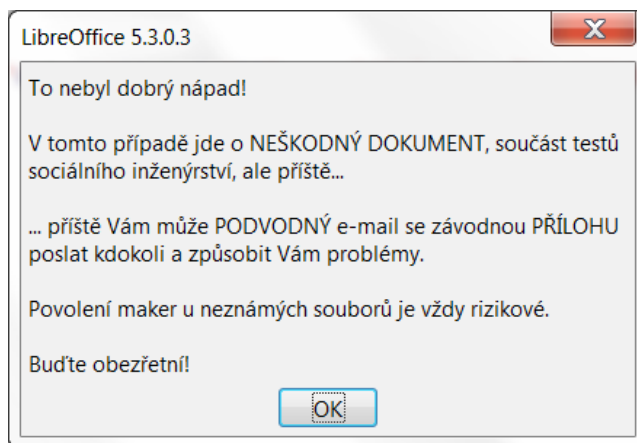 LibreOffice 5.3.0.3
To nebyl dobrý nápad!
V tomto případě jde o NEŠKODNÝ DOKUMENT, součást testů
sociálního inženýrství, ale příště...
... příště Vám může PODVODNÝ e-mail se závodnou PŘÍLOHU
poslat kdokoli a způsobit Vám problémy.
Povolení maker u neznámých souborů je vždy rizikové.
Buďte obezřetní!
OK